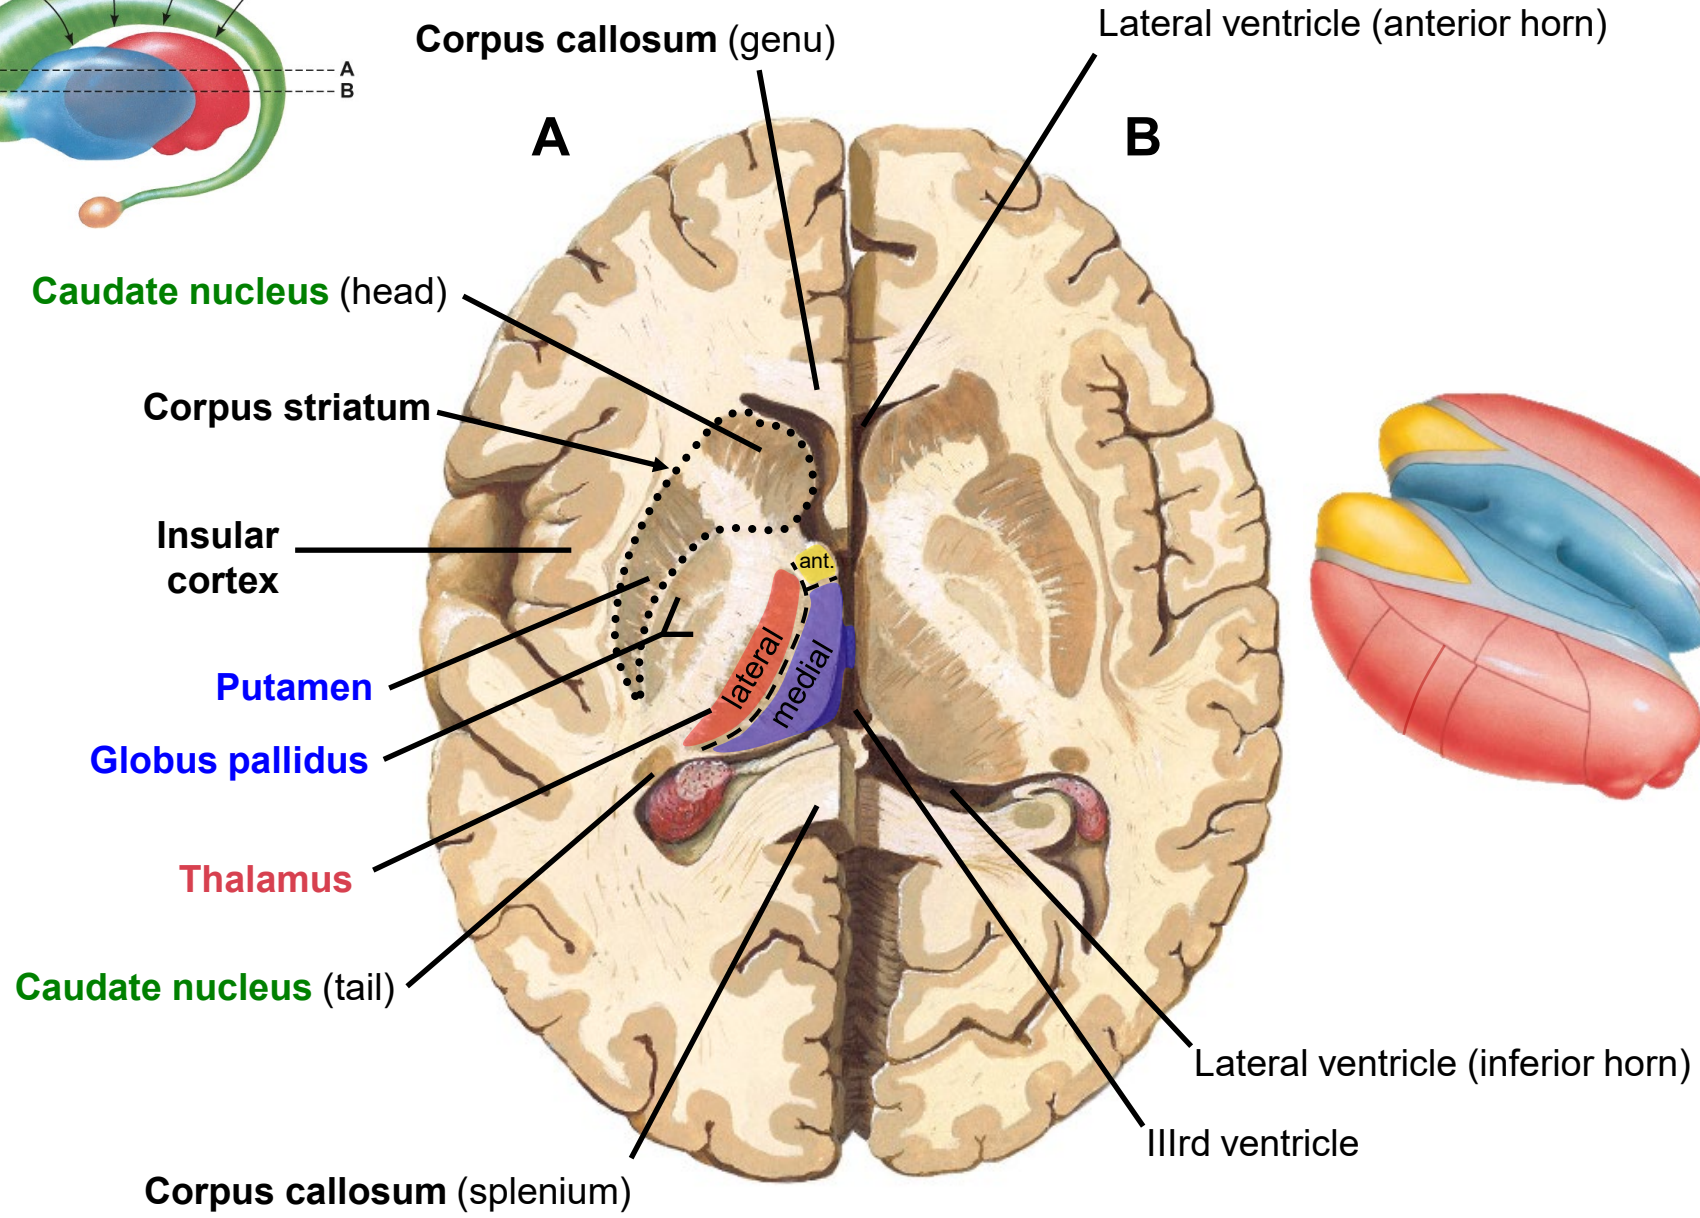 Corpus callosum (genu)
Lateral ventricle (anterior horn)
A
B
A
B
Caudate nucleus (head)
Corpus striatum
Insular
cortex
ant.
lateral
medial
Putamen
Globus pallidus
Thalamus
Caudate nucleus (tail)
Lateral ventricle (inferior horn)
IIIrd ventricle
Corpus callosum (splenium)